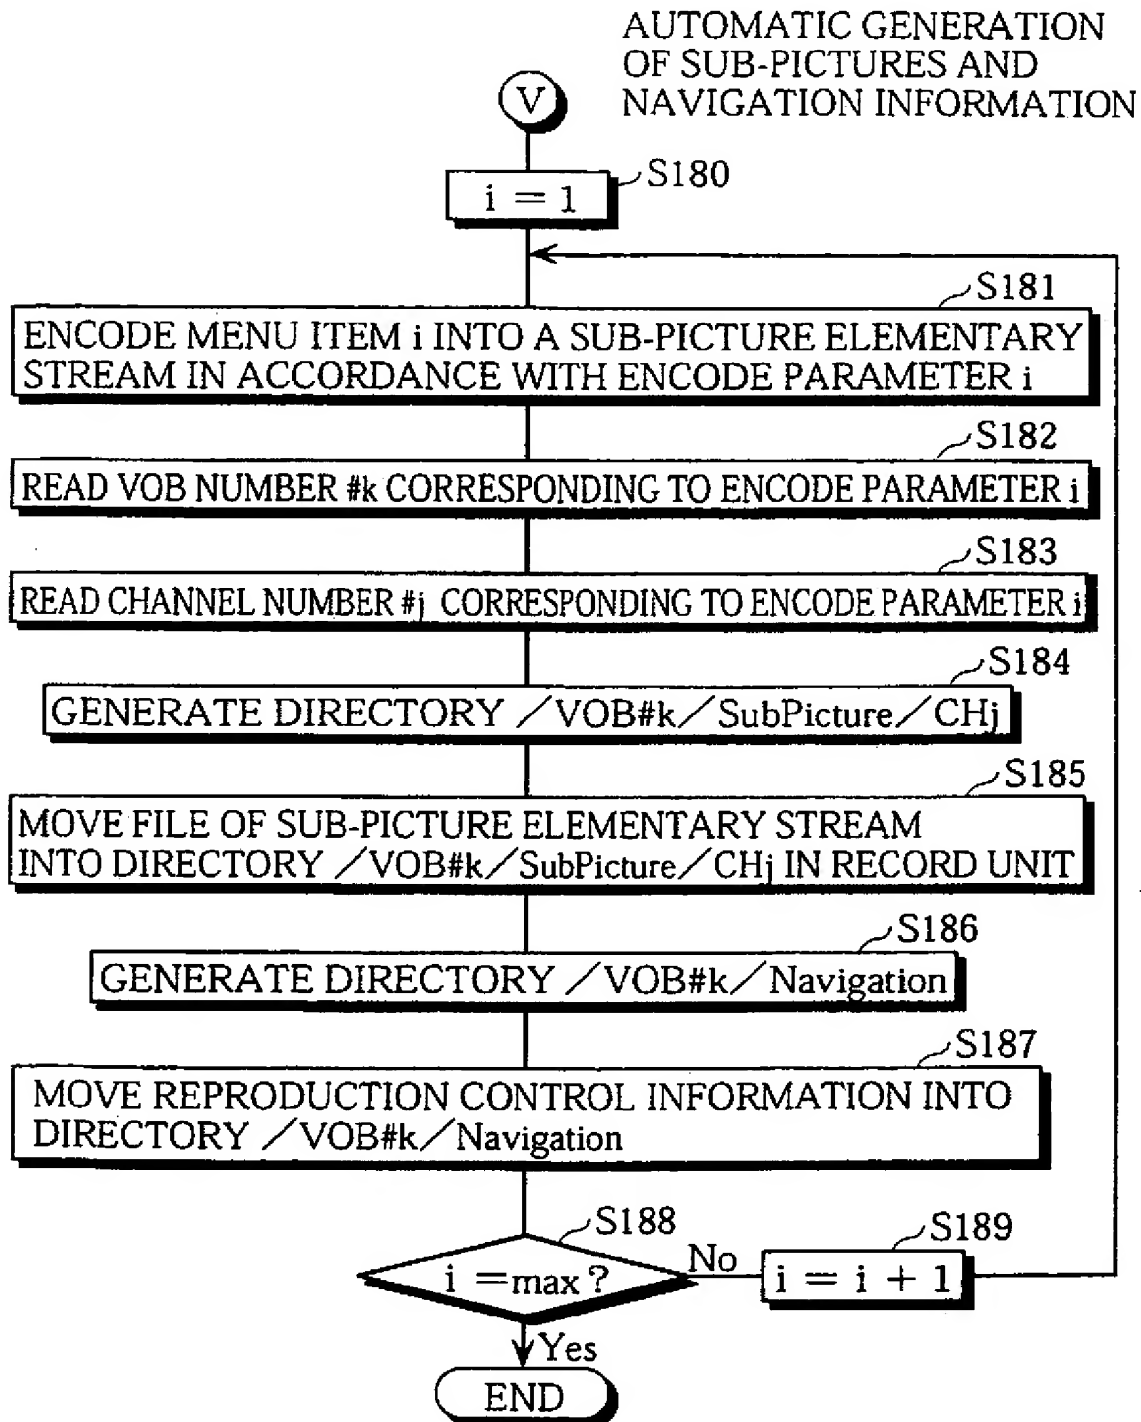 AUTOMATIC GENERATION
OF SUB-PICTURES AND
NAVIGATION INFORMATION
V
S180
i = 1
S181
ENCODE MENU ITEM i INTO A SUB-PICTURE ELEMENTARY
STREAM IN ACCORDANCE WITH ENCODE PARAMETER i
S182
READ VOB NUMBER #k CORRESPONDING TO ENCODE PARAMETER i
S183
READ CHANNEL NUMBER #j CORRESPONDING TO ENCODE PARAMETER i
S184
GENERATE DIRECTORY /VOB#k/SubPicture/CHj
S185
MOVE FILE OF SUB-PICTURE ELEMENTARY STREAM
INTO DIRECTORY /VOB#k/SubPicture/CHj IN RECORD UNIT
S186
GENERATE DIRECTORY /VOB#k/Navigation
S187
MOVE REPRODUCTION CONTROL INFORMATION INTO
DIRECTORY /VOB#k/Navigation
S188
i =max ?
No
S189
i = i + 1
Yes
END